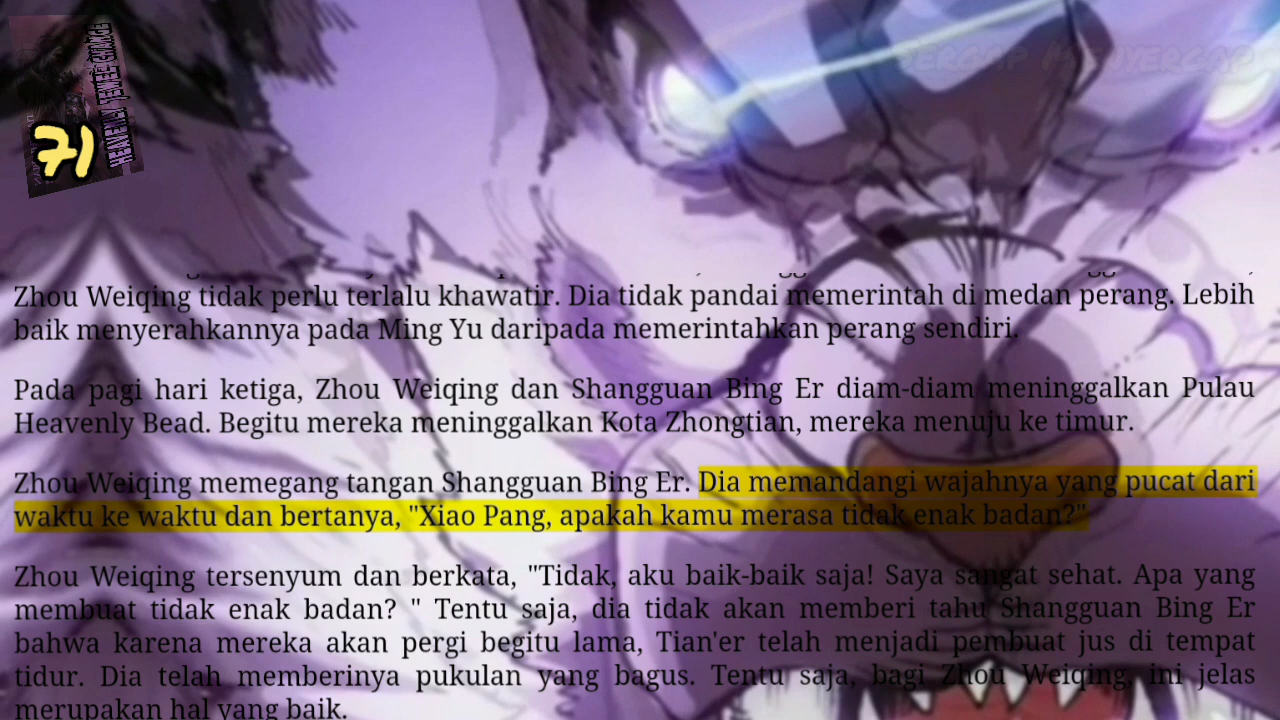 HEAVENLY JEWEL CHANGE
71
MENYERGAP
Zhou Weiqing tidak perlu terlalu khawatir. Dia tidak pandai memerintah di medan perang. Lebih
baik menyerahkannya pada Ming Yu daripada memerintahkan perang sendiri.
Pada pagi hari ketiga, Zhou Weiqing dan Shangguan Bing Er diam-diam meninggalkan Pulau
Heavenly Bead. Begitu mereka meninggalkan Kota Zhongtian, mereka menuju ke timur.
Zhou Weiqing memegang tangan Shangguan Bing Er. Dia memandangi wajahnya yang pucat dari
waktu ke waktu dan bertanya, "Xiao Pang, apakah kamu merasa tidak enak badan?"
Zhou Weiqing tersenyum dan berkata, "Tidak, aku baik-baik saja! Saya sangat sehat. Apa yang
membuat tidak enak badan? " Tentu saja, dia tidak akan memberi tahu Shangguan Bing Er
bahwa karena mereka akan pergi begitu lama, Tian'er telah menjadi pembuat jus di tempat
tidur. Dia telah memberinya pukulan yang bagus. Tentu saja, bagi Zhou Weiqing, ini jelas
merupakan hal yang baik.